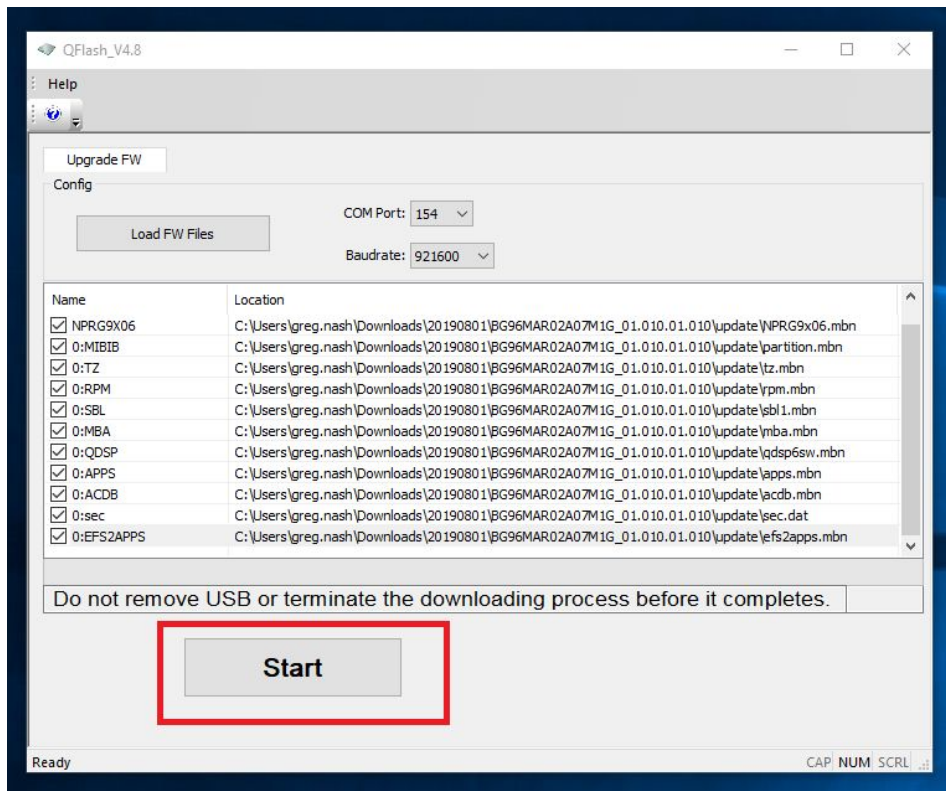 QFlash_V4.8
Help
Upgrade FW
Config
Load FW Files
COM Port: 154
Baudrate: 921600
Name Location
NPRG9X06 C:\Users\greg.nash\Downloads\20190801\BG96MAR02A07M1G_01.010.01.010\update\NPRG9x06.mbn
0:MIBIB C:\Users\greg.nash\Downloads\20190801\BG96MAR02A07M1G_01.010.01.010\update\partition.mbn
0:TZ C:\Users\greg.nash\Downloads\20190801\BG96MAR02A07M1G_01.010.01.010\update\tz.mbn
0:RPM C:\Users\greg.nash\Downloads\20190801\BG96MAR02A07M1G_01.010.01.010\update\rpm.mbn
0:SBL C:\Users\greg.nash\Downloads\20190801\BG96MAR02A07M1G_01.010.01.010\update\sbl1.mbn
0:MBA C:\Users\greg.nash\Downloads\20190801\BG96MAR02A07M1G_01.010.01.010\update\mba.mbn
0:QDSP C:\Users\greg.nash\Downloads\20190801\BG96MAR02A07M1G_01.010.01.010\update\qdsp6sw.mbn
0:APPS C:\Users\greg.nash\Downloads\20190801\BG96MAR02A07M1G_01.010.01.010\update\apps.mbn
0:ACDB C:\Users\greg.nash\Downloads\20190801\BG96MAR02A07M1G_01.010.01.010\update\acdb.mbn
0:sec C:\Users\greg.nash\Downloads\20190801\BG96MAR02A07M1G_01.010.01.010\update\sec.dat
0:EFS2APPS C:\Users\greg.nash\Downloads\20190801\BG96MAR02A07M1G_01.010.01.010\update\efs2apps.mbn
Do not remove USB or terminate the downloading process before it completes.
Start
Ready CAP NUM SCRL